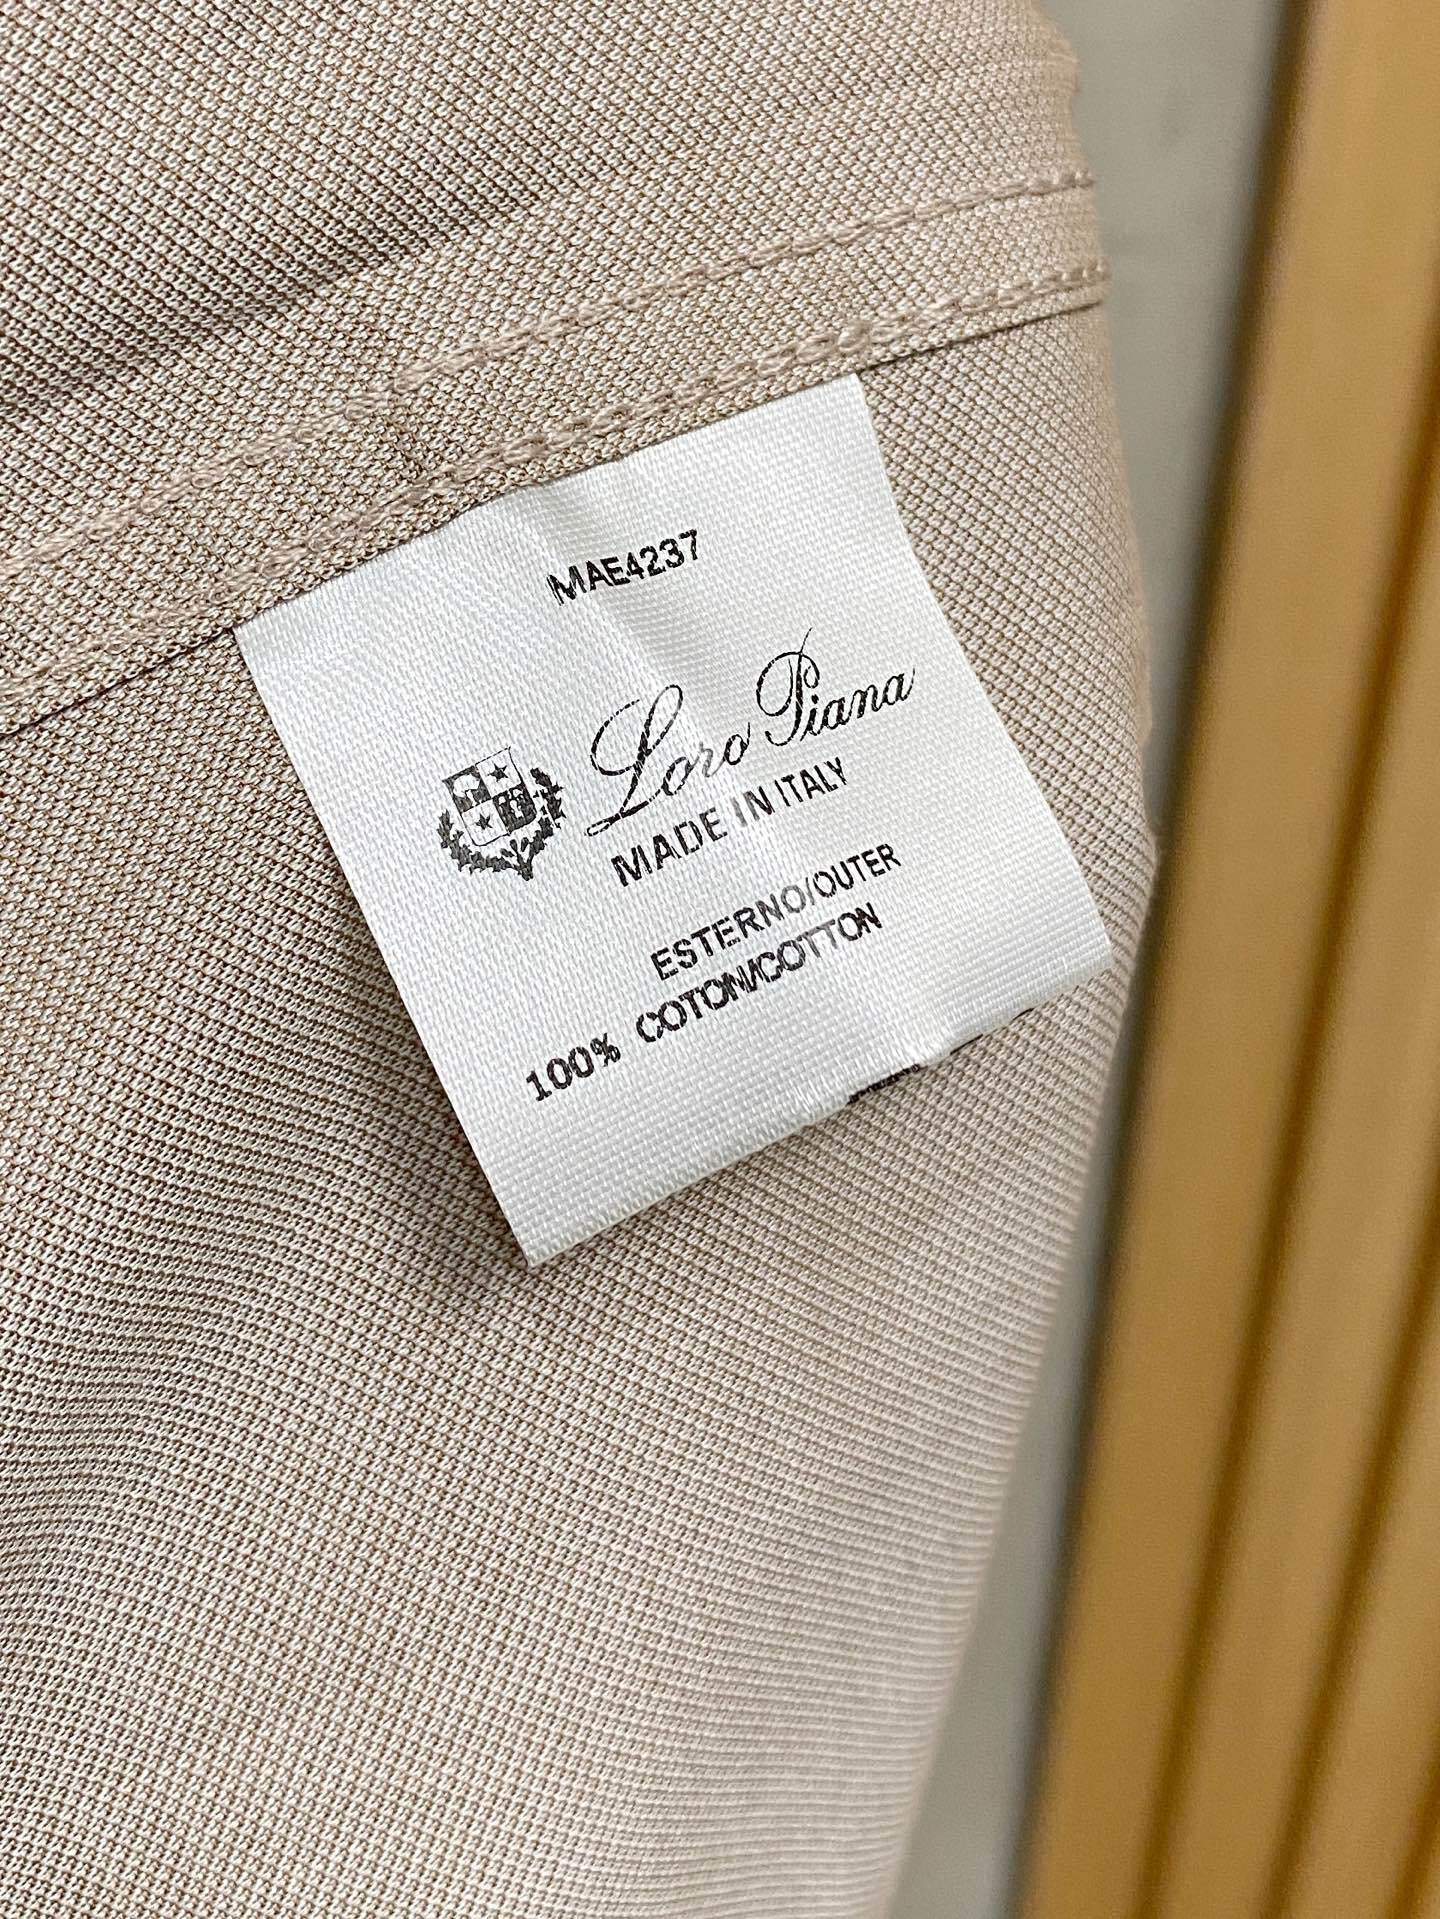 MAE4237
Loro Piana
MADE IN ITALY
ESTERNO/OUTER
100% COTON/COTTON